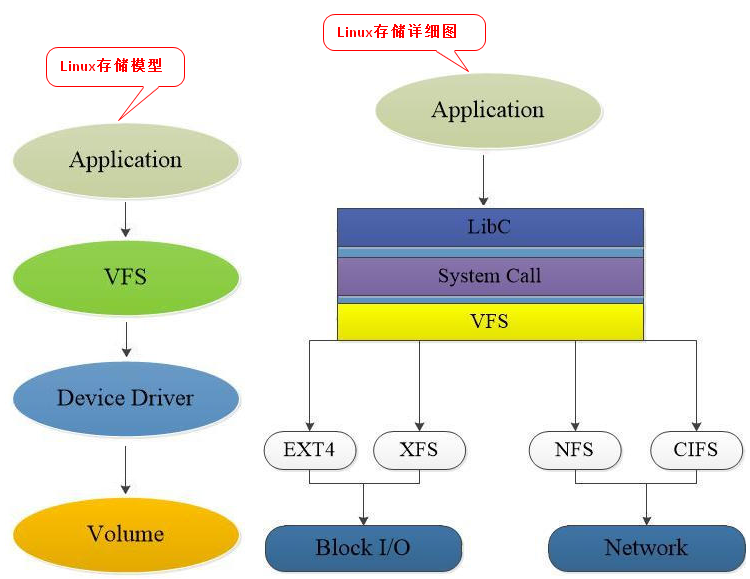 Linux存储模型
Application
VFS
Device Driver
Volume
Linux存储详细图
Application
LibC
System Call
VFS
EXT4
XFS
NFS
CIFS
Block I/O
Network